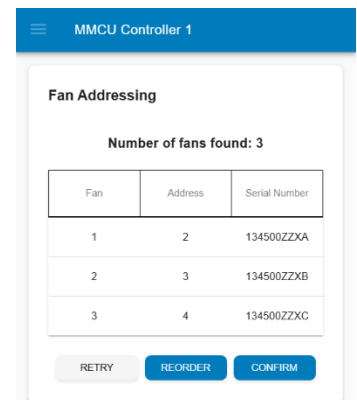 MMCU Controller 1
Fan Addressing
Number of fans found: 3
Fan Address Serial Number
1 2 134500ZZXA
2 3 134500ZZXB
3 4 134500ZZXC
RETRY REORDER CONFIRM